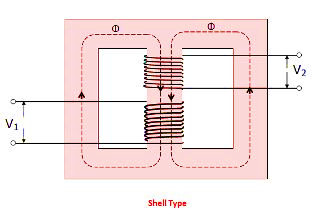 Φ Φ
V2
V1
Shell Type